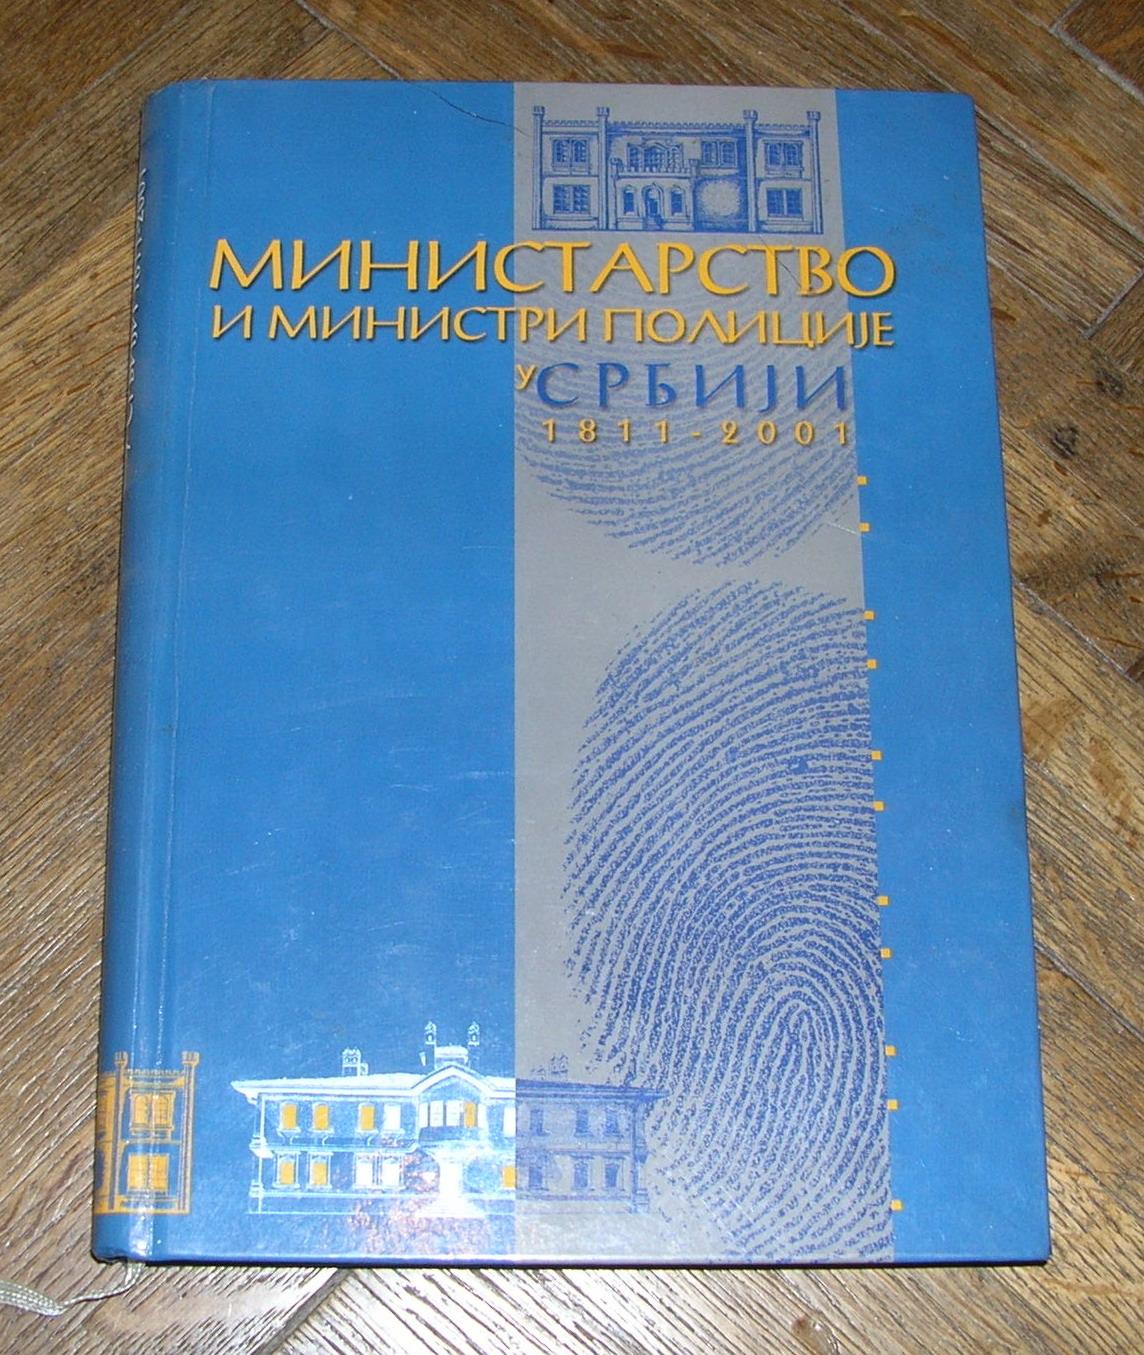 МИНИСТАРСТВО
И МИНИСТРИ ПОЛИЦИЈЕ
У СРБИЈИ
1811-2001